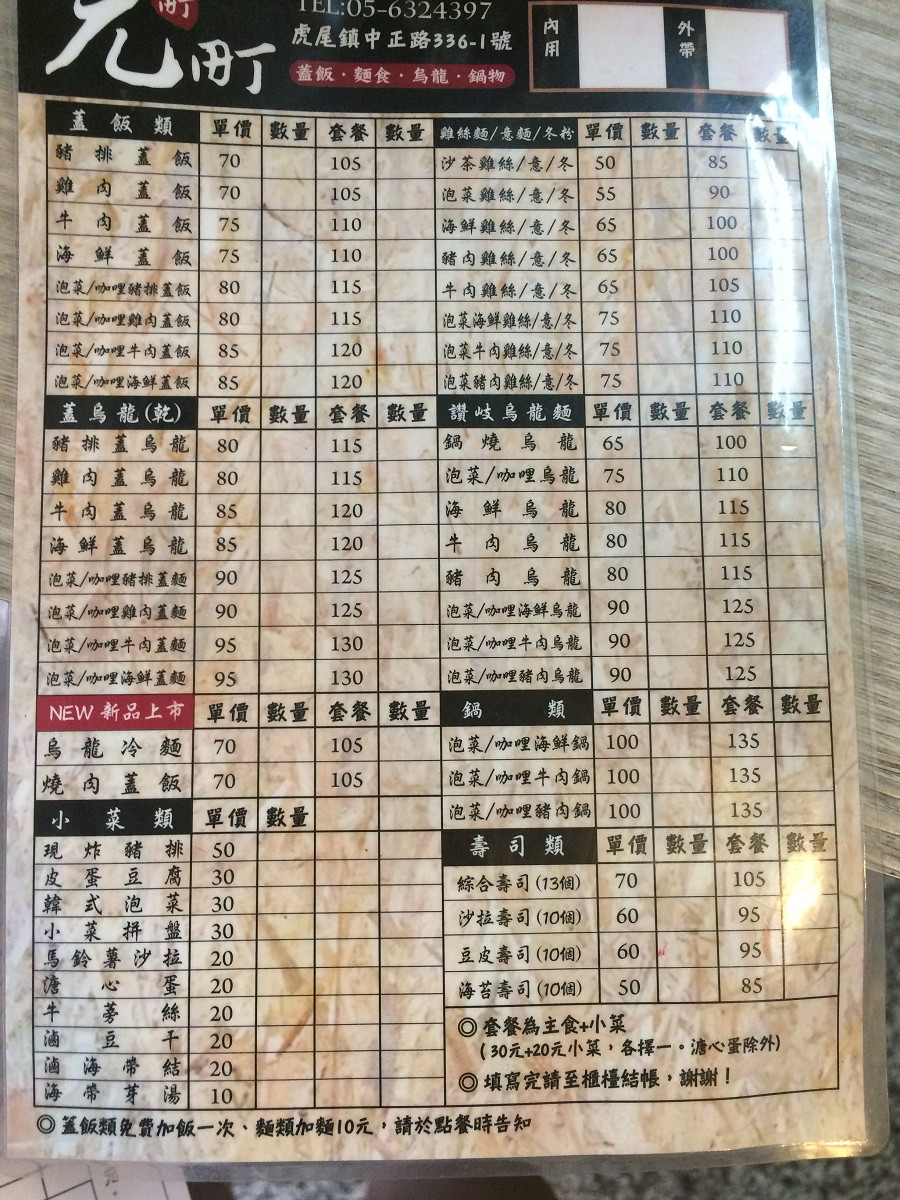 元町
町
TEL:05-6324397
虎尾鎮中正路336-1號
蓋飯·麵食·烏龍·鍋物
內用 外帶
蓋飯類 單價 數量 套餐 數量
豬排蓋飯 70 105
雞肉蓋飯 70 105
牛肉蓋飯 75 110
海鮮蓋飯 75 110
泡菜/咖哩豬排蓋飯 80 115
泡菜/咖哩雞肉蓋飯 80 115
泡菜/咖哩牛肉蓋飯 85 120
泡菜/咖哩海鮮蓋飯 85 120
蓋烏龍(乾) 單價 數量 套餐 數量
豬排蓋烏龍 80 115
雞肉蓋烏龍 80 115
牛肉蓋烏龍 85 120
海鮮蓋烏龍 85 120
泡菜/咖哩豬排蓋麵 90 125
泡菜/咖哩雞肉蓋麵 90 125
泡菜/咖哩牛肉蓋麵 95 130
泡菜/咖哩海鮮蓋麵 95 130
NEW 新品上市 單價 數量 套餐 數量
烏龍冷麵 70 105
燒肉蓋飯 70 105
小菜類 單價 數量
現炸豬排 50
皮蛋豆腐 30
韓式泡菜 30
小菜拼盤 30
馬鈴薯沙拉 20
溏心蛋 20
牛蒡絲 20
滷豆干 20
滷海帶結 20
海帶芽湯 10
雞絲麵/意麵/冬粉 單價 數量 套餐 數量
沙茶雞絲/意/冬 50 85
泡菜雞絲/意/冬 55 90
海鮮雞絲/意/冬 65 100
豬肉雞絲/意/冬 65 100
牛肉雞絲/意/冬 65 105
泡菜海鮮雞絲/意/冬 75 110
泡菜牛肉雞絲/意/冬 75 110
泡菜豬肉雞絲/意/冬 75 110
讚岐烏龍麵 單價 數量 套餐 數量
鍋燒烏龍 65 100
泡菜/咖哩烏龍 75 110
海鮮烏龍 80 115
牛肉烏龍 80 115
豬肉烏龍 80 115
泡菜/咖哩海鮮烏龍 90 125
泡菜/咖哩牛肉烏龍 90 125
泡菜/咖哩豬肉烏龍 90 125
鍋類 單價 數量 套餐 數量
泡菜/咖哩海鮮鍋 100 135
泡菜/咖哩牛肉鍋 100 135
泡菜/咖哩豬肉鍋 100 135
壽司類 單價 數量 套餐 數量
綜合壽司(13個) 70 105
沙拉壽司(10個) 60 95
豆皮壽司(10個) 60 95
海苔壽司(10個) 50 85
◎套餐為主食+小菜
(30元+20元小菜,各擇一。溏心蛋除外)
◎填寫完請至櫃檯結帳,謝謝!
◎蓋飯類免費加飯一次、麵類加麵10元,請於點餐時告知